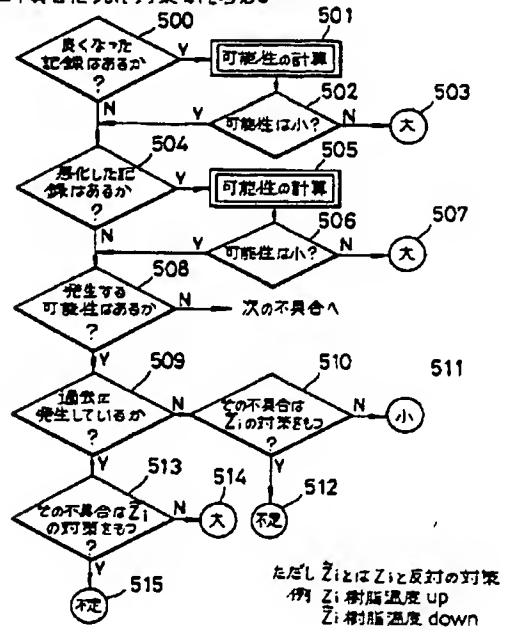 500
良くなった
記録はあるか
?
Y
N
501
可能性の計算
502
可能性は小?
Y
N
503
大
504
悪化した記
録はあるか
?
Y
N
505
可能性の計算
506
可能性は小?
Y
N
507
大
508
発生する
可能性はあるか
?
N
次の不具合へ
Y
509
過去に
発生しているか
?
N
Y
510
その不具合は
Z̃iの対策をもつ
?
N
Y
511
小
512
不定
513
その不具合はZ̃i
の対策をもつ
?
N
Y
514
大
515
不定
ただし Z̃iとはZiと反対の対策
例 Zi 樹脂温度 up
Z̃i 樹脂温度 down